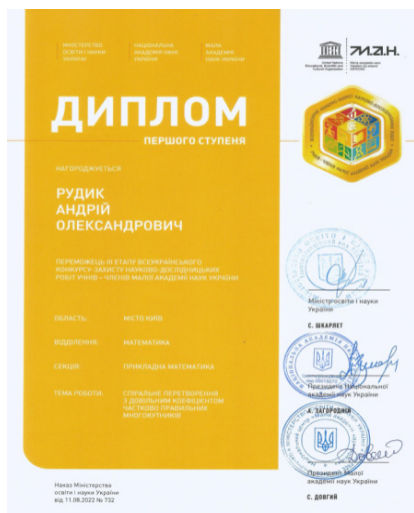 МІНІСТЕРСТВО
ОСВІТИ І НАУКИ
УКРАЇНИ
НАЦІОНАЛЬНА
АКАДЕМІЯ НАУК
УКРАЇНИ
МАЛА
АКАДЕМІЯ
НАУК УКРАЇНИ
М.А.Н.
ДИПЛОМ
ПЕРШОГО СТУПЕНЯ
НАГОРОДЖУЄТЬСЯ
РУДИК
АНДРІЙ
ОЛЕКСАНДРОВИЧ
ПЕРЕМОЖЕЦЬ ІІІ ЕТАПУ ВСЕУКРАЇНСЬКОГО
КОНКУРСУ-ЗАХИСТУ НАУКОВО-ДОСЛІДНИЦЬКИХ
РОБІТ УЧНІВ – ЧЛЕНІВ МАЛОЇ АКАДЕМІЇ НАУК УКРАЇНИ
ОБЛАСТЬ: МІСТО КИЇВ
ВІДДІЛЕННЯ: МАТЕМАТИКА
СЕКЦІЯ: ПРИКЛАДНА МАТЕМАТИКА
ТЕМА РОБОТИ: СПІРАЛЬНЕ ПЕРЕТВОРЕННЯ
З ДОВІЛЬНИМ КОЕФІЦІЄНТОМ
ЧАСТКОВО ПРАВИЛЬНИХ
МНОГОКУТНИКІВ
Міністр освіти і науки
України
С. ШКАРЛЕТ
Президент Національної
академії наук України
А. ЗАГОРОДНІЙ
Президент Малої
академії наук України
С. ДОВГИЙ
Наказ Міністерства
освіти і науки України
від 11.08.2022 № 732